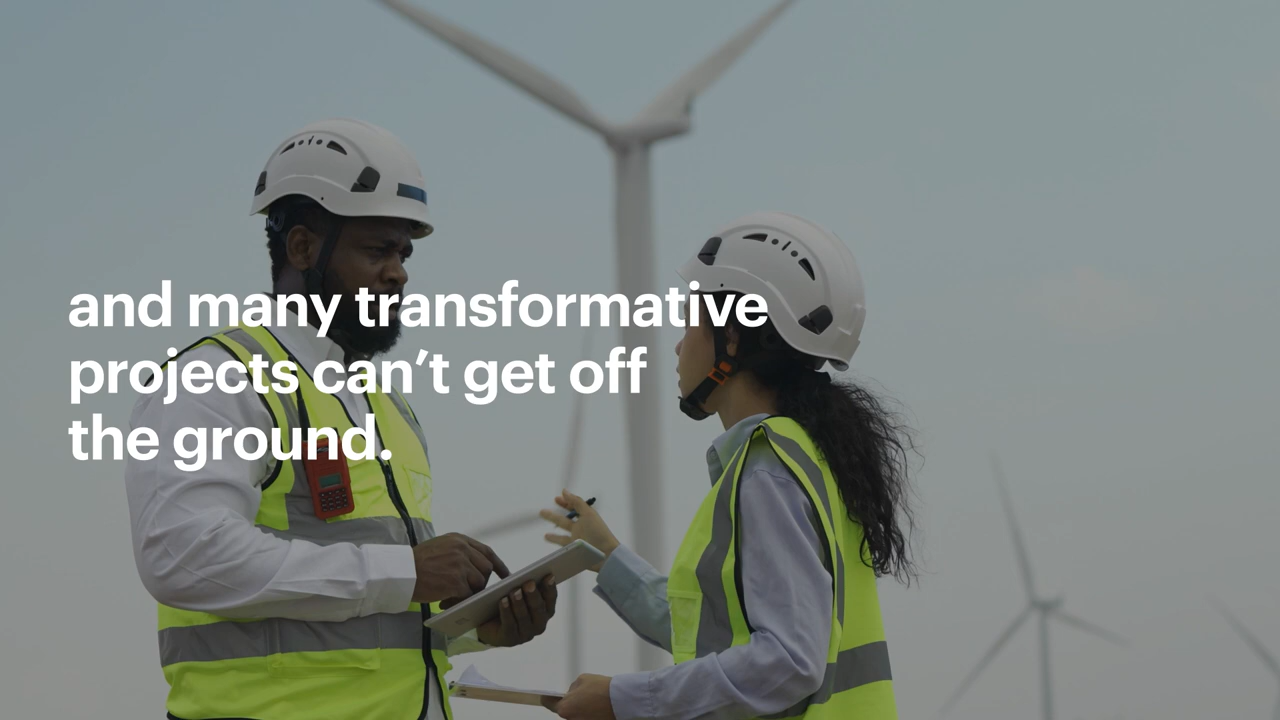 and many transformative
projects can’t get off
the ground.